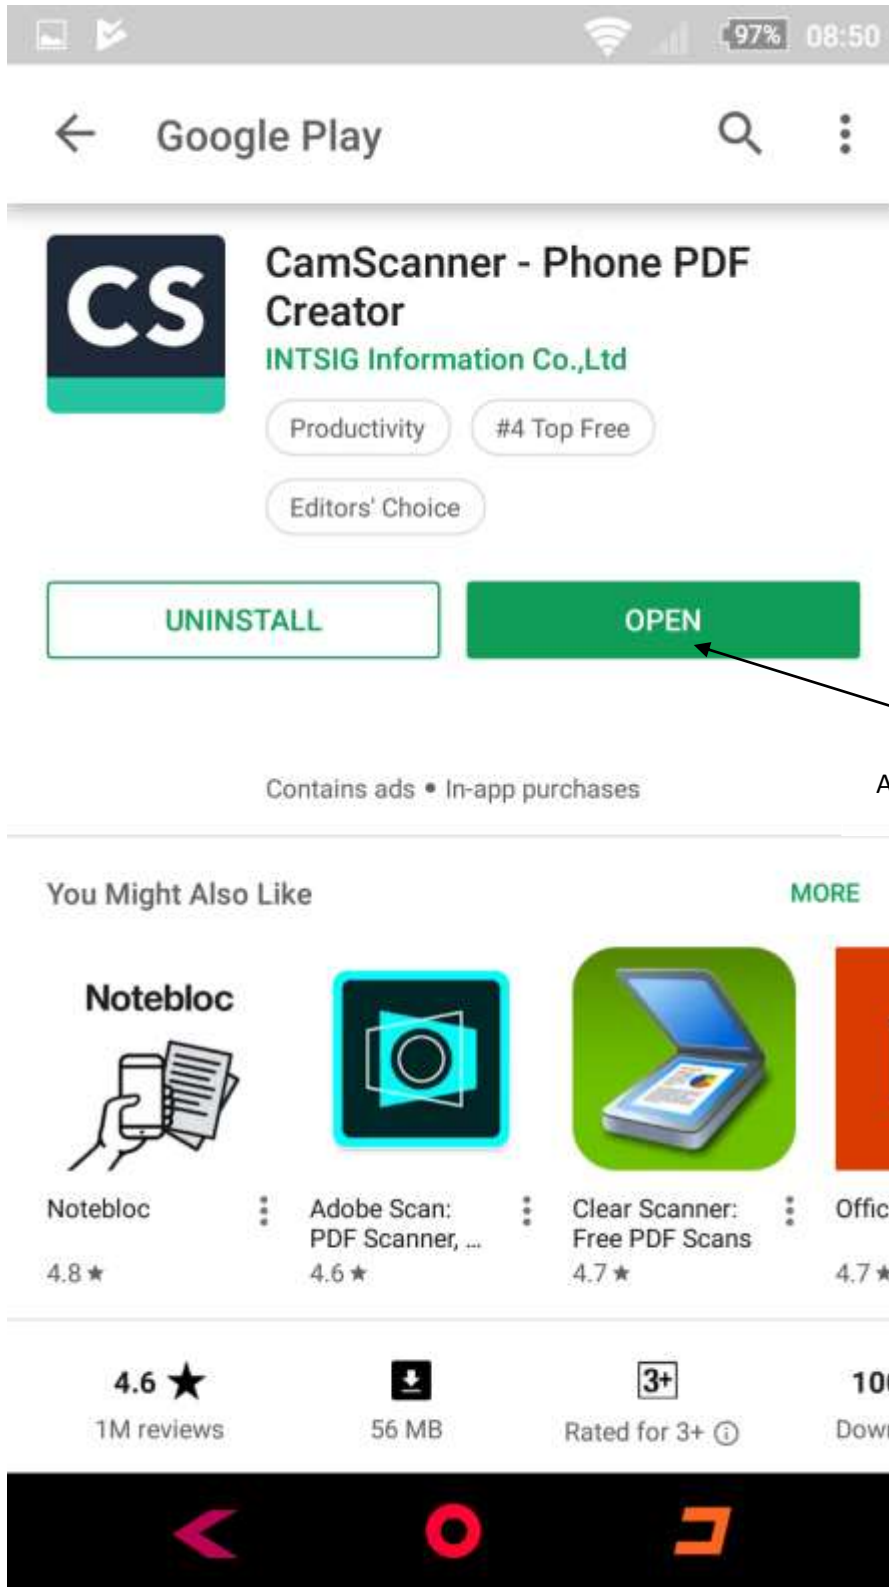 97% 08:50
Google Play
CS
CamScanner - Phone PDF
Creator
INTSIG Information Co.,Ltd
Productivity
#4 Top Free
Editors' Choice
UNINSTALL
OPEN
A
Contains ads • In-app purchases
You Might Also Like
MORE
Notebloc
Notebloc
4.8 ★
Adobe Scan:
PDF Scanner, ...
4.6 ★
Clear Scanner:
Free PDF Scans
4.7 ★
Offic
4.7 ★
4.6 ★
1M reviews
56 MB
3+
Rated for 3+
10
Down